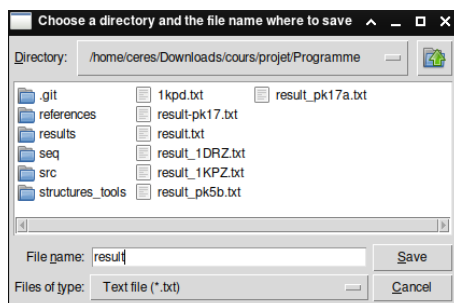 Choose a directory and the file name where to save
Directory: /home/ceres/Downloads/cours/projet/Programme
.git 1kpd.txt result_pk17a.txt
references result-pk17.txt
results result.txt
seq result_1DRZ.txt
src result_1KPZ.txt
structures_tools result_pk5b.txt
File name: result Save
Files of type: Text file (*.txt) Cancel